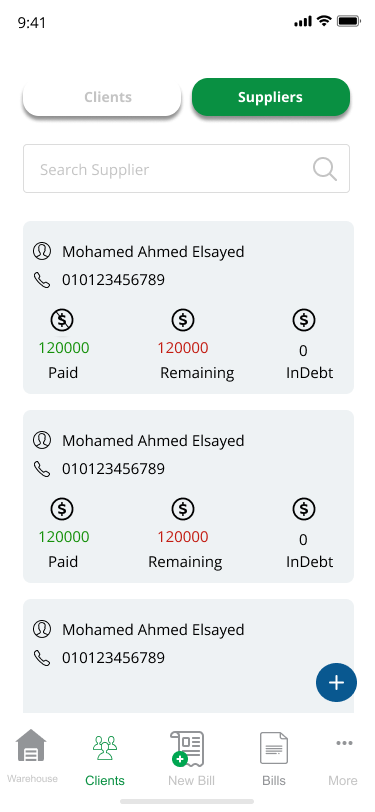 9:41
Clients Suppliers
Search Supplier
Mohamed Ahmed Elsayed
010123456789
120000 120000 0
Paid Remaining InDebt
Mohamed Ahmed Elsayed
010123456789
120000 120000 0
Paid Remaining InDebt
Mohamed Ahmed Elsayed
010123456789
Warehouse Clients New Bill Bills More